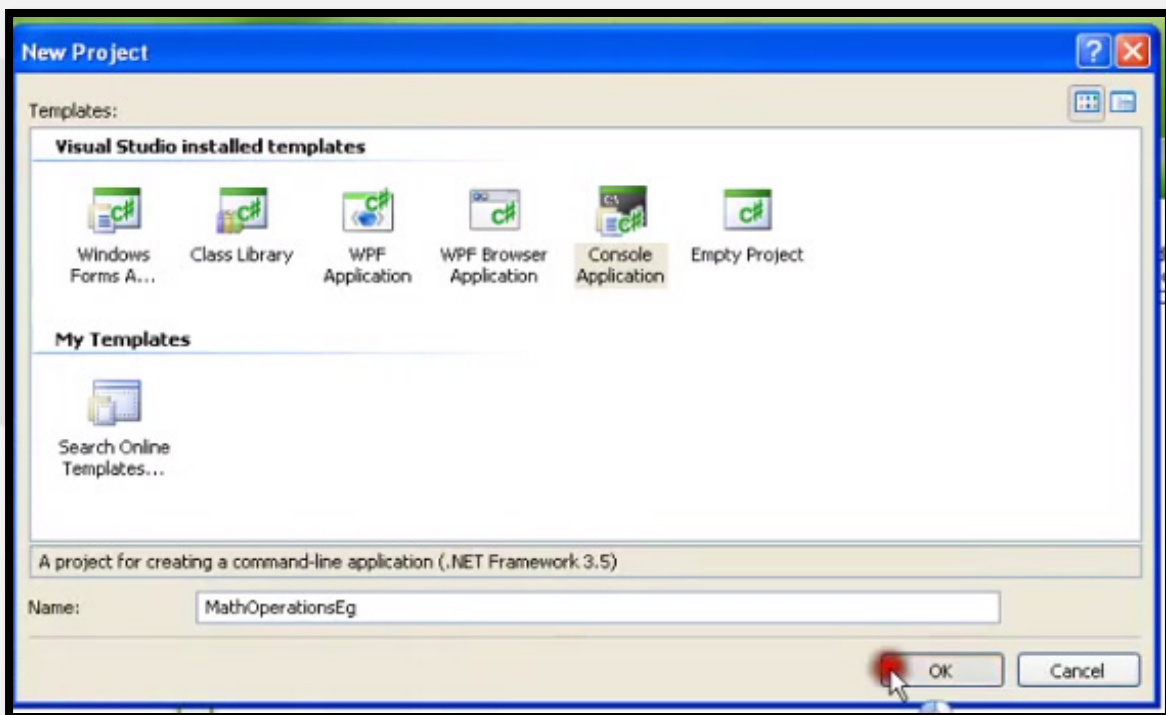 New Project
Templates:
Visual Studio installed templates
Windows Forms A...
Class Library
WPF Application
WPF Browser Application
Console Application
Empty Project
My Templates
Search Online Templates...
A project for creating a command-line application (.NET Framework 3.5)
Name: MathOperationsEg
OK Cancel